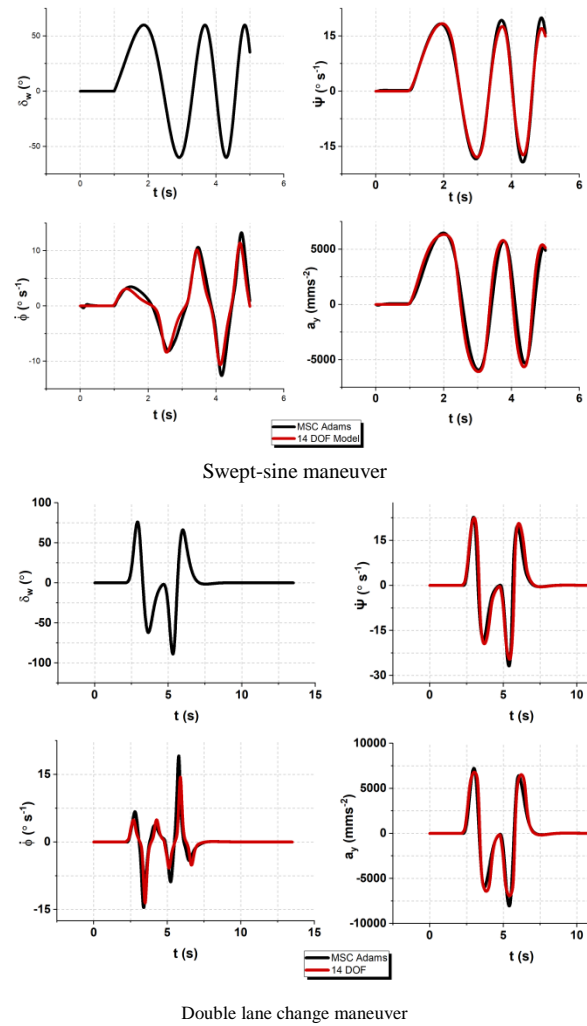 50
0
-50
δw (°)
0 2 4 6
t (s)
15
0
-15
Ψ̇ (° s-1)
0 2 4 6
t (s)
10
0
-10
ϕ̇ (° s-1)
0 2 4 6
t (s)
5000
0
-5000
ay (mms-2)
0 2 4 6
t (s)
MSC Adams
14 DOF Model
Swept-sine maneuver
100
50
0
-50
-100
δw (°)
0 5 10 15
t (s)
15
0
-15
-30
Ψ̇ (° s-1)
0 5 10
t (s)
15
0
-15
ϕ̇ (° s-1)
0 5 10 15
t (s)
10000
5000
0
-5000
-10000
ay (mms-2)
0 5 10
t (s)
MSC Adams
14 DOF
Double lane change maneuver